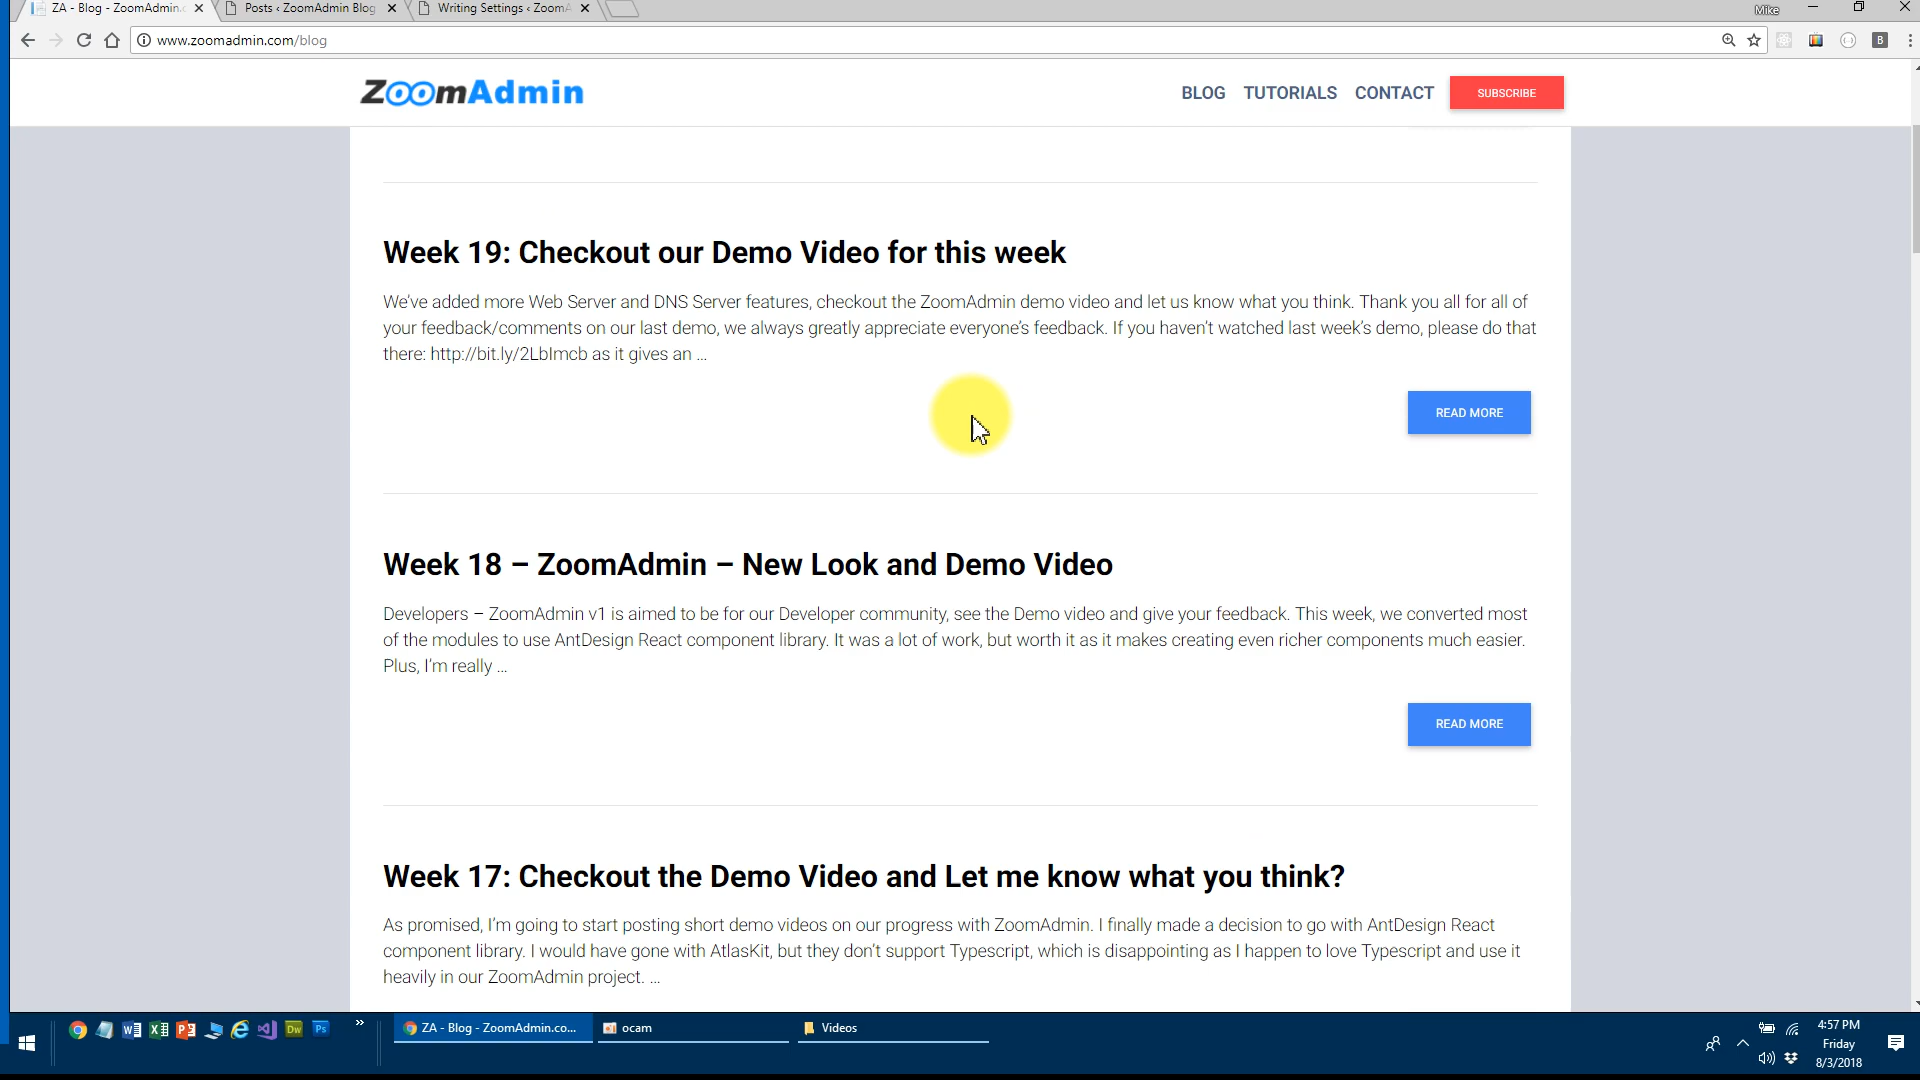 ZA - Blog - ZoomAdmin.c
Posts ‹ ZoomAdmin Blog
Writing Settings ‹ ZoomA
Mike
www.zoomadmin.com/blog
B
ZoomAdmin
BLOG TUTORIALS CONTACT SUBSCRIBE
Week 19: Checkout our Demo Video for this week
We've added more Web Server and DNS Server features, checkout the ZoomAdmin demo video and let us know what you think. Thank you all for all of
your feedback/comments on our last demo, we always greatly appreciate everyone's feedback. If you haven't watched last week's demo, please do that
there: http://bit.ly/2LbImcb as it gives an ...
READ MORE
Week 18 – ZoomAdmin – New Look and Demo Video
Developers – ZoomAdmin v1 is aimed to be for our Developer community, see the Demo video and give your feedback. This week, we converted most
of the modules to use AntDesign React component library. It was a lot of work, but worth it as it makes creating even richer components much easier.
Plus, I'm really ...
READ MORE
Week 17: Checkout the Demo Video and Let me know what you think?
As promised, I'm going to start posting short demo videos on our progress with ZoomAdmin. I finally made a decision to go with AntDesign React
component library. I would have gone with AtlasKit, but they don't support Typescript, which is disappointing as I happen to love Typescript and use it
heavily in our ZoomAdmin project. ...
Dw
Ps
ZA - Blog - ZoomAdmin.co...
ocam
Videos
4:57 PM
Friday
8/3/2018